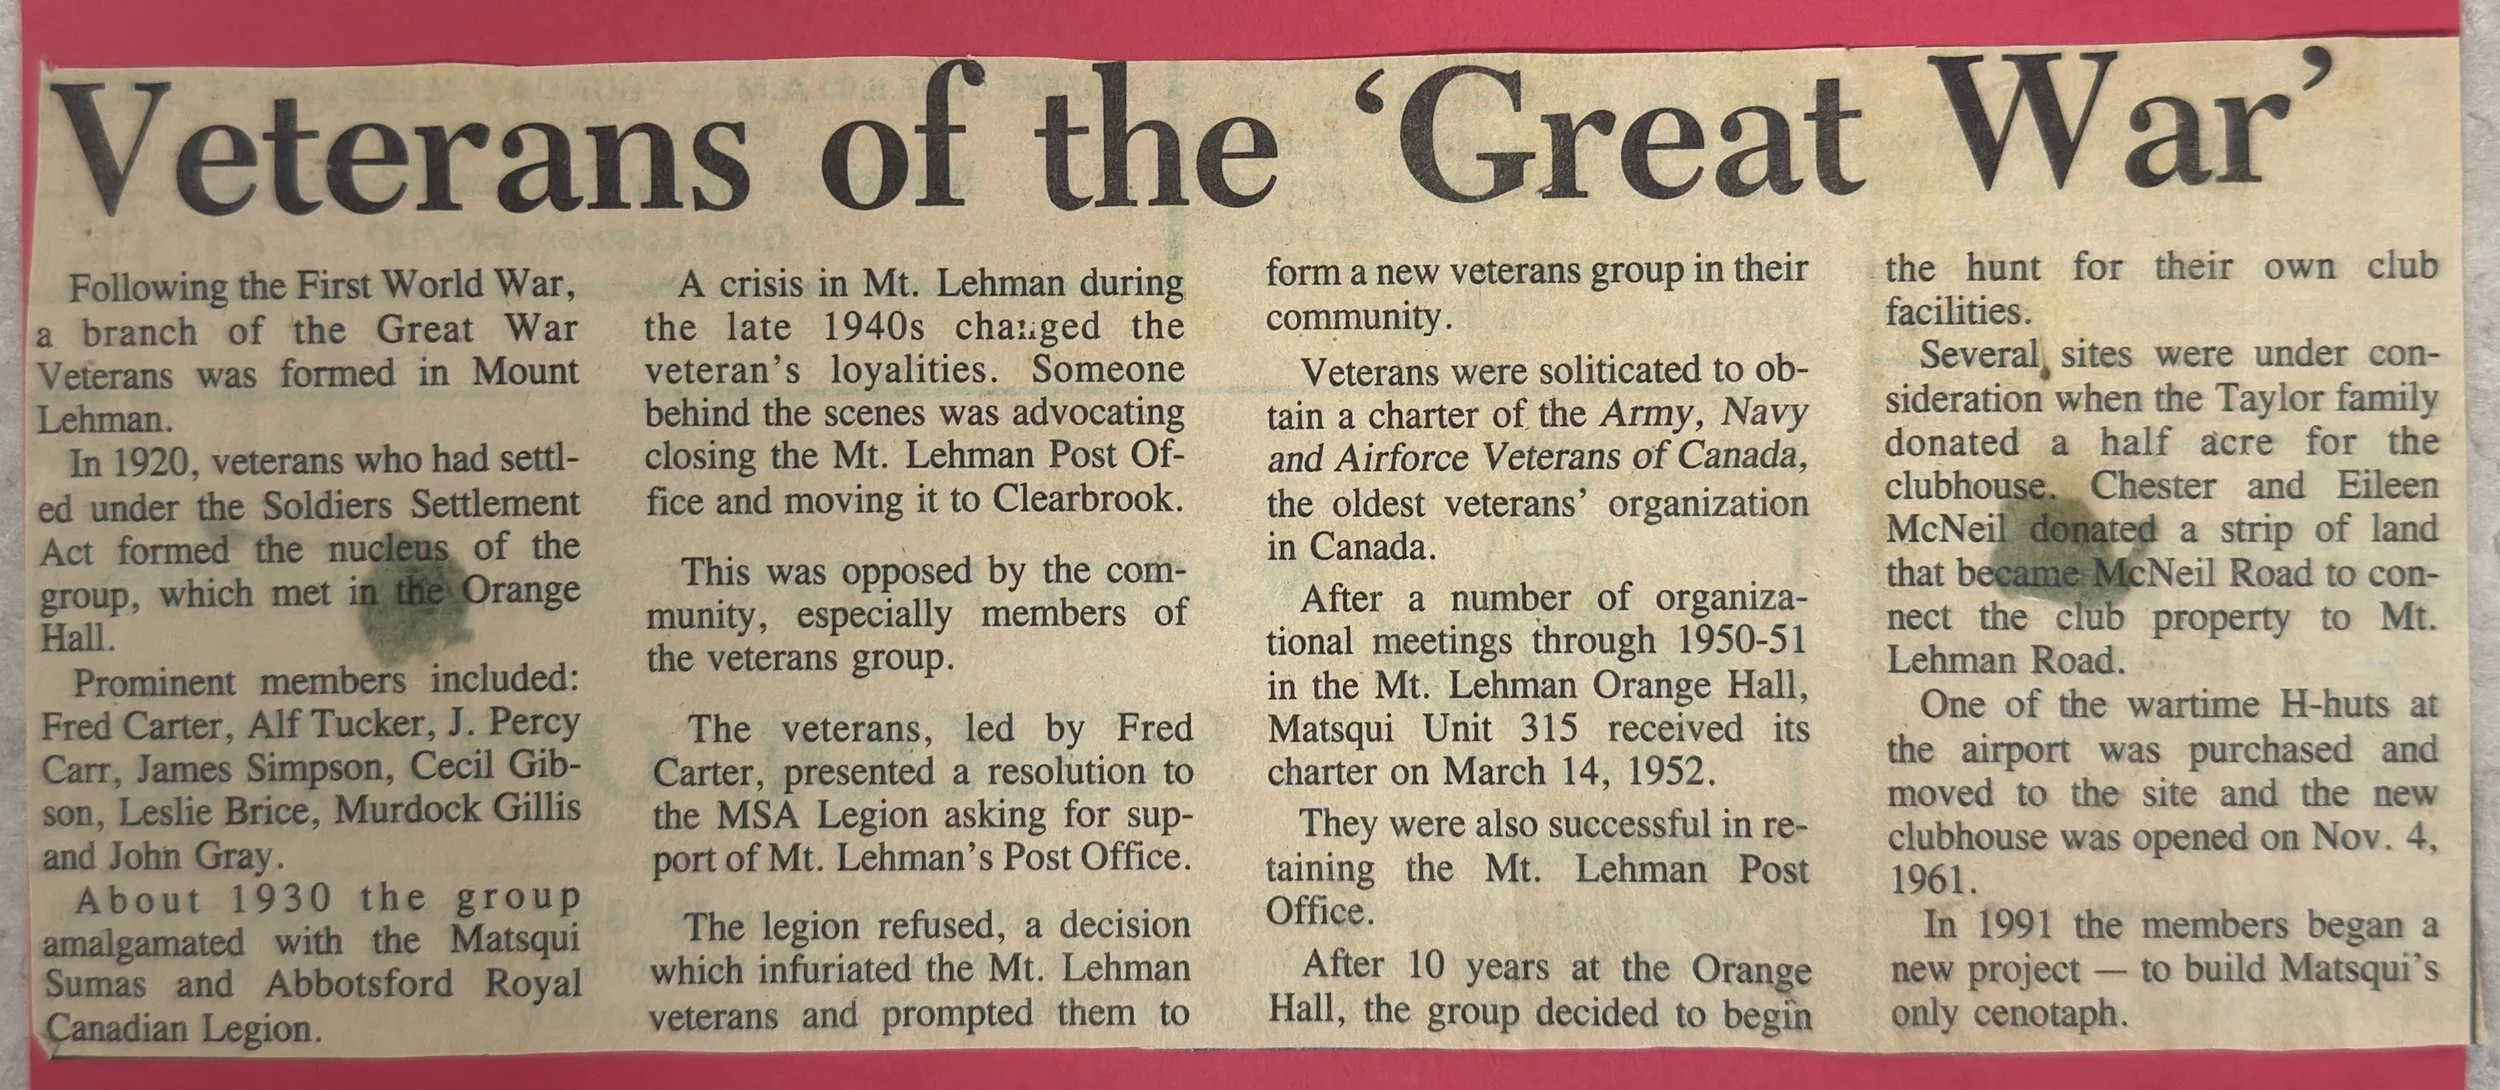 Veterans of the ‘Great War’
Following the First World War,
a branch of the Great War
Veterans was formed in Mount
Lehman.
In 1920, veterans who had settl-
ed under the Soldiers Settlement
Act formed the nucleus of the
group, which met in the Orange
Hall.
Prominent members included:
Fred Carter, Alf Tucker, J. Percy
Carr, James Simpson, Cecil Gib-
son, Leslie Brice, Murdock Gillis
and John Gray.
About 1930 the group
amalgamated with the Matsqui
Sumas and Abbotsford Royal
Canadian Legion.
A crisis in Mt. Lehman during
the late 1940s changed the
veteran’s loyalities. Someone
behind the scenes was advocating
closing the Mt. Lehman Post Of-
fice and moving it to Clearbrook.
This was opposed by the com-
munity, especially members of
the veterans group.
The veterans, led by Fred
Carter, presented a resolution to
the MSA Legion asking for sup-
port of Mt. Lehman’s Post Office.
The legion refused, a decision
which infuriated the Mt. Lehman
veterans and prompted them to
form a new veterans group in their
community.
Veterans were soliticated to ob-
tain a charter of the Army, Navy
and Airforce Veterans of Canada,
the oldest veterans’ organization
in Canada.
After a number of organiza-
tional meetings through 1950-51
in the Mt. Lehman Orange Hall,
Matsqui Unit 315 received its
charter on March 14, 1952.
They were also successful in re-
taining the Mt. Lehman Post
Office.
After 10 years at the Orange
Hall, the group decided to begin
the hunt for their own club
facilities.
Several sites were under con-
sideration when the Taylor family
donated a half acre for the
clubhouse. Chester and Eileen
McNeil donated a strip of land
that became McNeil Road to con-
nect the club property to Mt.
Lehman Road.
One of the wartime H-huts at
the airport was purchased and
moved to the site and the new
clubhouse was opened on Nov. 4,
1961.
In 1991 the members began a
new project — to build Matsqui’s
only cenotaph.